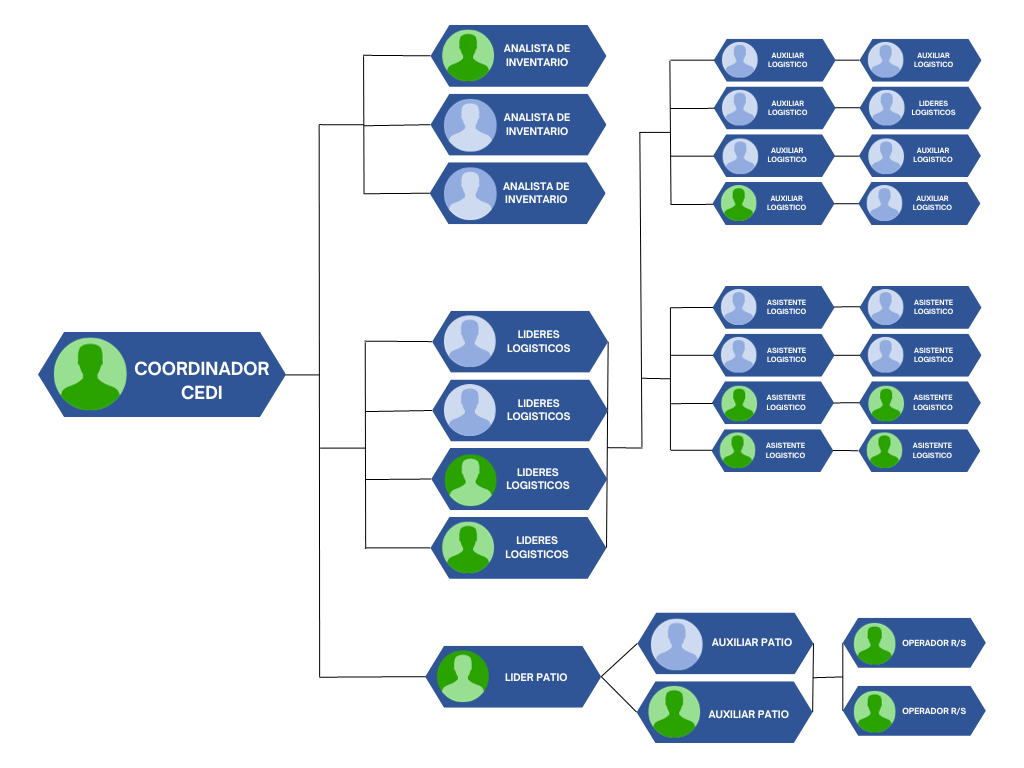 COORDINADOR
CEDI
ANALISTA DE
INVENTARIO
ANALISTA DE
INVENTARIO
ANALISTA DE
INVENTARIO
LIDERES
LOGISTICOS
LIDERES
LOGISTICOS
LIDERES
LOGISTICOS
LIDERES
LOGISTICOS
LIDER PATIO
AUXILIAR
LOGISTICO
AUXILIAR
LOGISTICO
AUXILIAR
LOGISTICO
LIDERES
LOGISTICOS
AUXILIAR
LOGISTICO
AUXILIAR
LOGISTICO
AUXILIAR
LOGISTICO
AUXILIAR
LOGISTICO
ASISTENTE
LOGISTICO
ASISTENTE
LOGISTICO
ASISTENTE
LOGISTICO
ASISTENTE
LOGISTICO
ASISTENTE
LOGISTICO
ASISTENTE
LOGISTICO
ASISTENTE
LOGISTICO
ASISTENTE
LOGISTICO
AUXILIAR PATIO
AUXILIAR PATIO
OPERADOR R/S
OPERADOR R/S